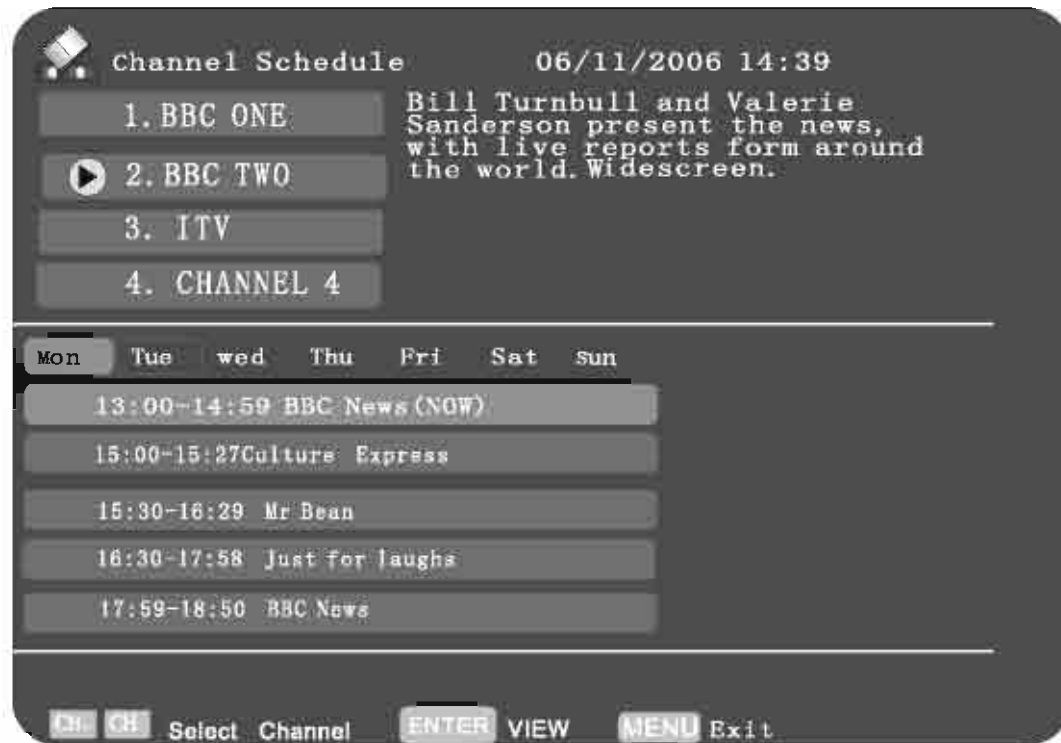 Channel Schedule 06/11/2006 14:39
1. BBC ONE
2. BBC TWO
3. ITV
4. CHANNEL 4
Bill Turnbull and Valerie
Sanderson present the news,
with live reports form around
the world. Widescreen.
Mon Tue wed Thu Fri Sat sun
13:00-14:59 BBC News(NOW)
15:00-15:27Culture Express
15:30-16:29 Mr Bean
16:30-17:58 Just for laughs
17:59-18:50 BBC News
CH- CH Select Channel ENTER VIEW MENU Exit